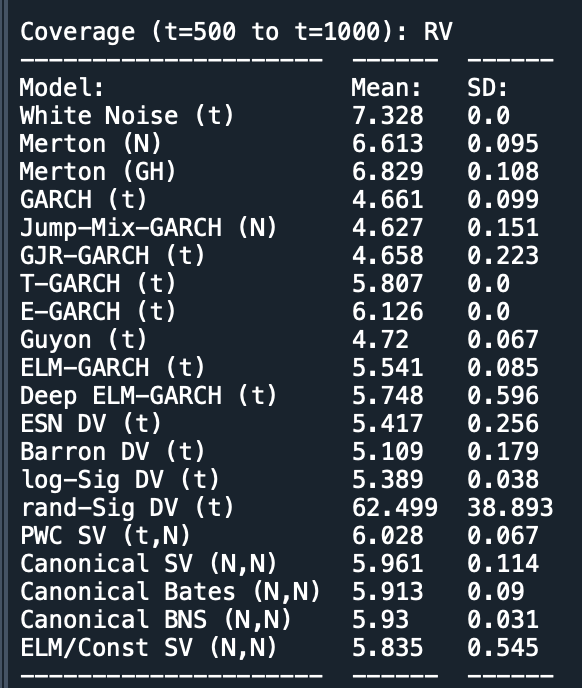 Coverage (t=500 to t=1000): RV
--------------------- ------ ------
Model: Mean: SD:
White Noise (t) 7.328 0.0
Merton (N) 6.613 0.095
Merton (GH) 6.829 0.108
GARCH (t) 4.661 0.099
Jump-Mix-GARCH (N) 4.627 0.151
GJR-GARCH (t) 4.658 0.223
T-GARCH (t) 5.807 0.0
E-GARCH (t) 6.126 0.0
Guyon (t) 4.72 0.067
ELM-GARCH (t) 5.541 0.085
Deep ELM-GARCH (t) 5.748 0.596
ESN DV (t) 5.417 0.256
Barron DV (t) 5.109 0.179
log-Sig DV (t) 5.389 0.038
rand-Sig DV (t) 62.499 38.893
PWC SV (t,N) 6.028 0.067
Canonical SV (N,N) 5.961 0.114
Canonical Bates (N,N) 5.913 0.09
Canonical BNS (N,N) 5.93 0.031
ELM/Const SV (N,N) 5.835 0.545
--------------------- ------ ------